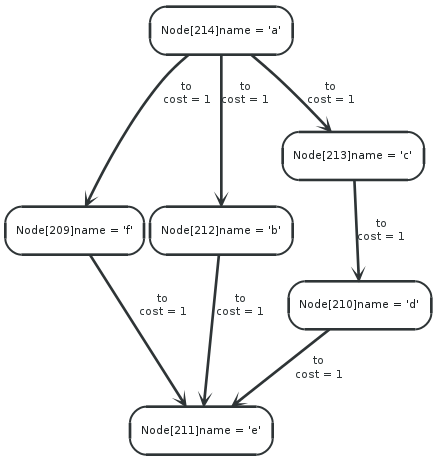 Node[214]name = 'a'
to
cost = 1
to
cost = 1
to
cost = 1
Node[213]name = 'c'
Node[209]name = 'f'
Node[212]name = 'b'
to
cost = 1
Node[210]name = 'd'
to
cost = 1
to
cost = 1
to
cost = 1
Node[211]name = 'e'